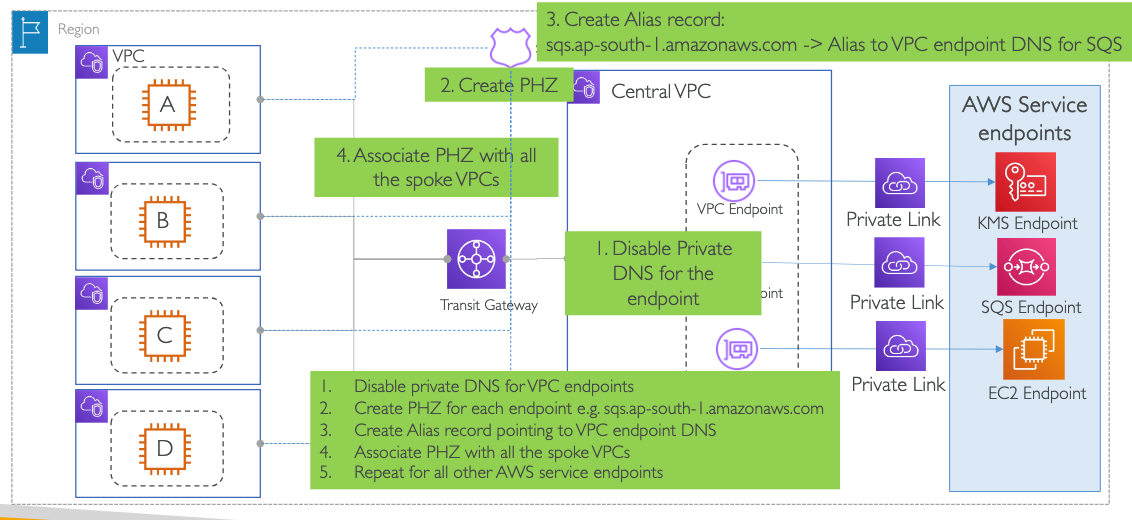 3. Create Alias record:
sqs.ap-south-1.amazonaws.com -> Alias to VPC endpoint DNS for SQS
Region
VPC
A
2. Create PHZ
Central VPC
AWS Service
endpoints
4. Associate PHZ with all
the spoke VPCs
B
VPC Endpoint
Private Link
KMS Endpoint
1. Disable Private
DNS for the
endpoint
Transit Gateway
Private Link
SQS Endpoint
C
Private Link
EC2 Endpoint
D
1. Disable private DNS for VPC endpoints
2. Create PHZ for each endpoint e.g. sqs.ap-south-1.amazonaws.com
3. Create Alias record pointing to VPC endpoint DNS
4. Associate PHZ with all the spoke VPCs
5. Repeat for all other AWS service endpoints